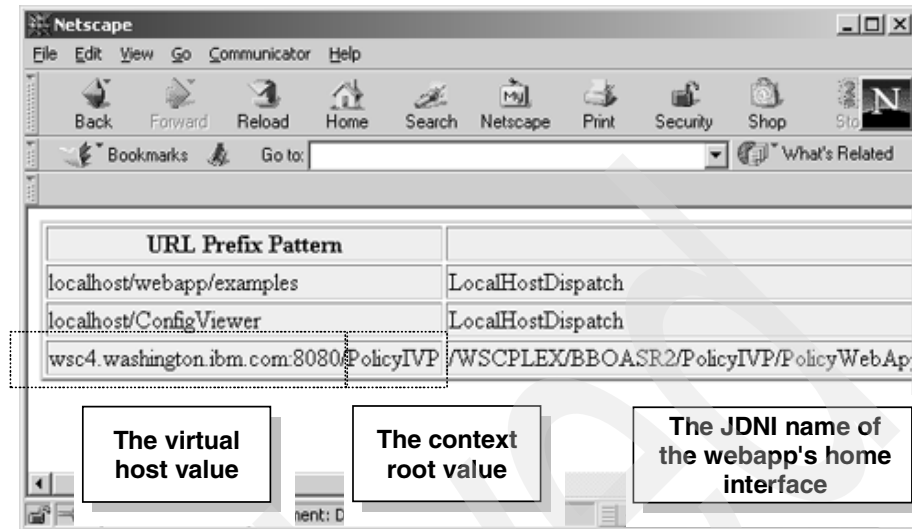 Netscape
File Edit View Go Communicator Help
Back Forward Reload Home Search Netscape Print Security Shop Sto
Bookmarks Go to: What's Related
URL Prefix Pattern
localhost/webapp/examples LocalHostDispatch
localhost/ConfigViewer LocalHostDispatch
wsc4.washington.ibm.com:8080/PolicyIVP /WSCPLEX/BBOASR2/PolicyIVP/PolicyWebAp
The virtual host value
The context root value
The JDNI name of the webapp's home interface
ment: D